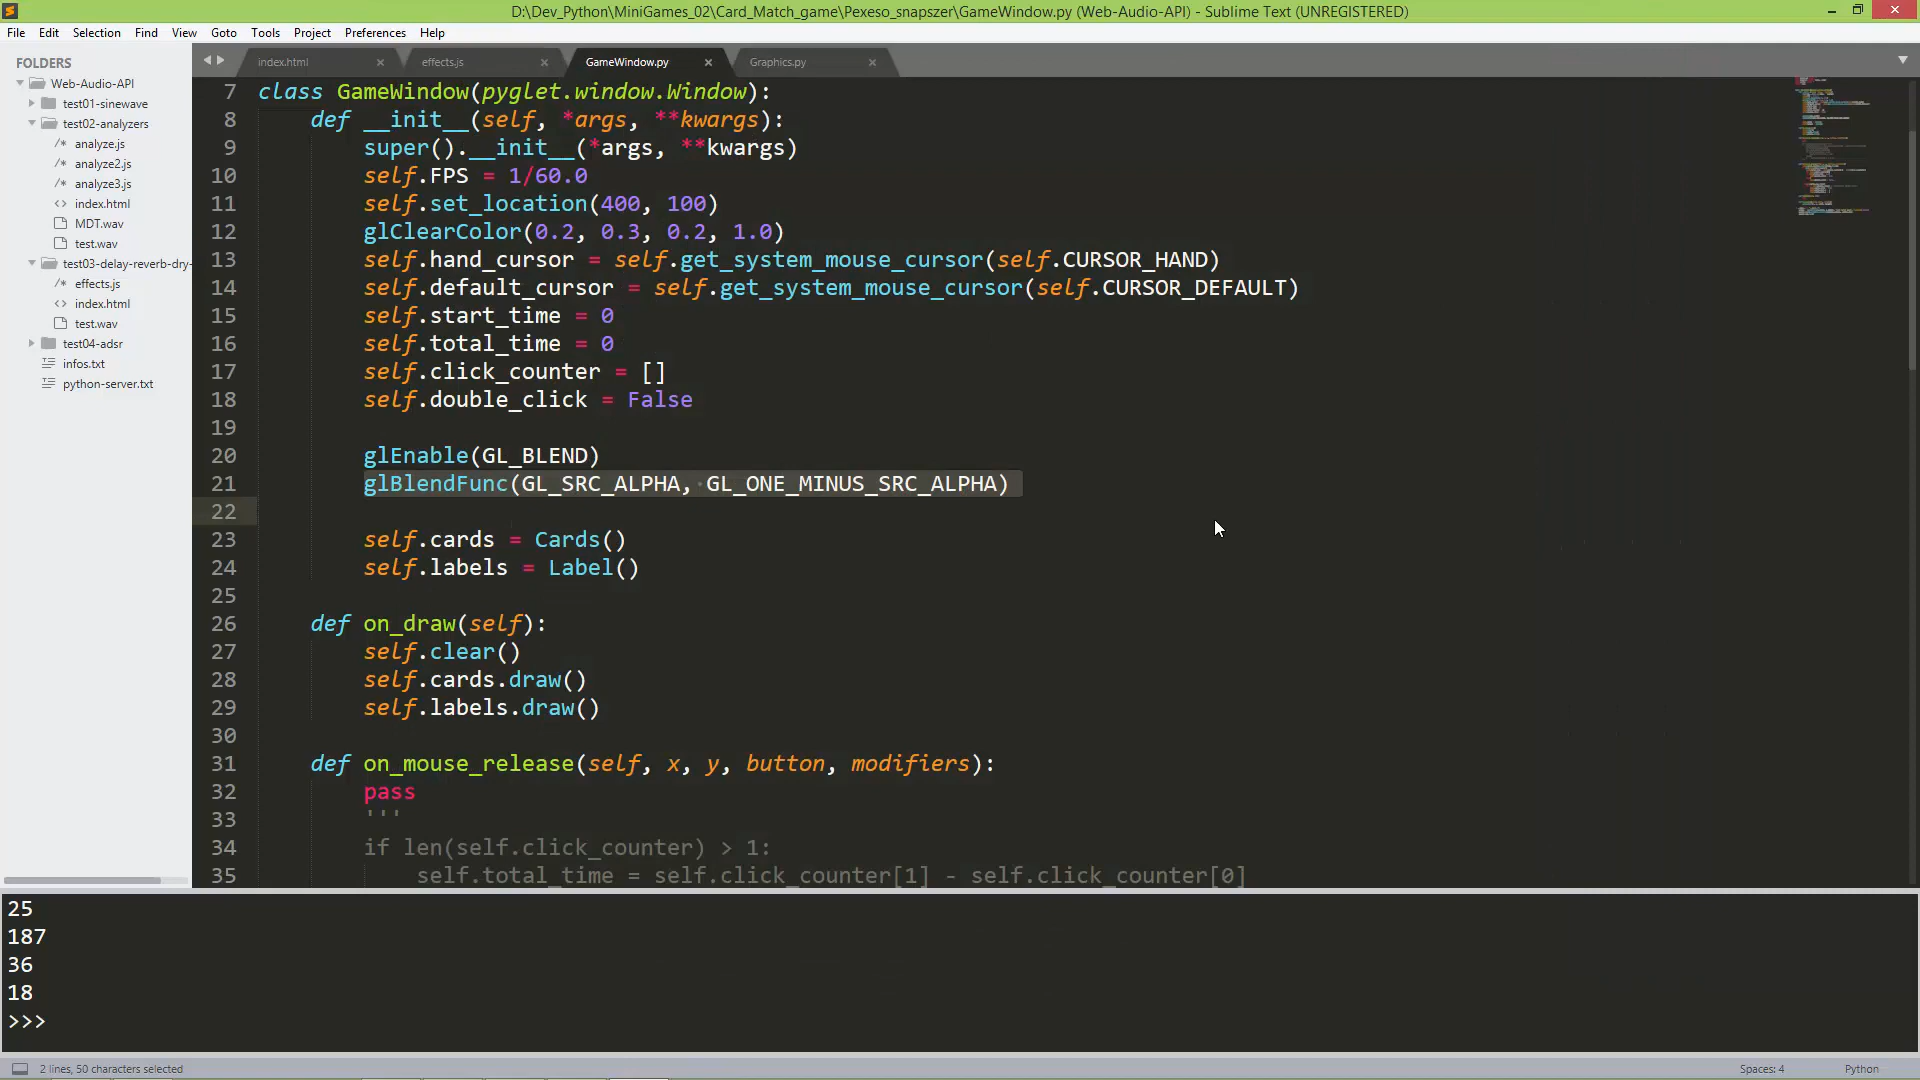 D:\Dev_Python\MiniGames_02\Card_Match_game\Pexeso_snapszer\GameWindow.py (Web-Audio-API) - Sublime Text (UNREGISTERED)
File Edit Selection Find View Goto Tools Project Preferences Help
FOLDERS
Web-Audio-API
test01-sinewave
test02-analyzers
/* analyze.js
/* analyze2.js
/* analyze3.js
<> index.html
MDT.wav
test.wav
test03-delay-reverb-dry-
/* effects.js
<> index.html
test.wav
test04-adsr
infos.txt
python-server.txt
index.html effects.js GameWindow.py Graphics.py
7 class GameWindow(pyglet.window.Window):
8     def __init__(self, *args, **kwargs):
9         super().__init__(*args, **kwargs)
10         self.FPS = 1/60.0
11         self.set_location(400, 100)
12         glClearColor(0.2, 0.3, 0.2, 1.0)
13         self.hand_cursor = self.get_system_mouse_cursor(self.CURSOR_HAND)
14         self.default_cursor = self.get_system_mouse_cursor(self.CURSOR_DEFAULT)
15         self.start_time = 0
16         self.total_time = 0
17         self.click_counter = []
18         self.double_click = False
19
20         glEnable(GL_BLEND)
21         glBlendFunc(GL_SRC_ALPHA, GL_ONE_MINUS_SRC_ALPHA)
22
23         self.cards = Cards()
24         self.labels = Label()
25
26     def on_draw(self):
27         self.clear()
28         self.cards.draw()
29         self.labels.draw()
30
31     def on_mouse_release(self, x, y, button, modifiers):
32         pass
33         '''
34         if len(self.click_counter) > 1:
35             self.total_time = self.click_counter[1] - self.click_counter[0]
25
187
36
18
>>>
2 lines, 50 characters selected
Spaces: 4
Python